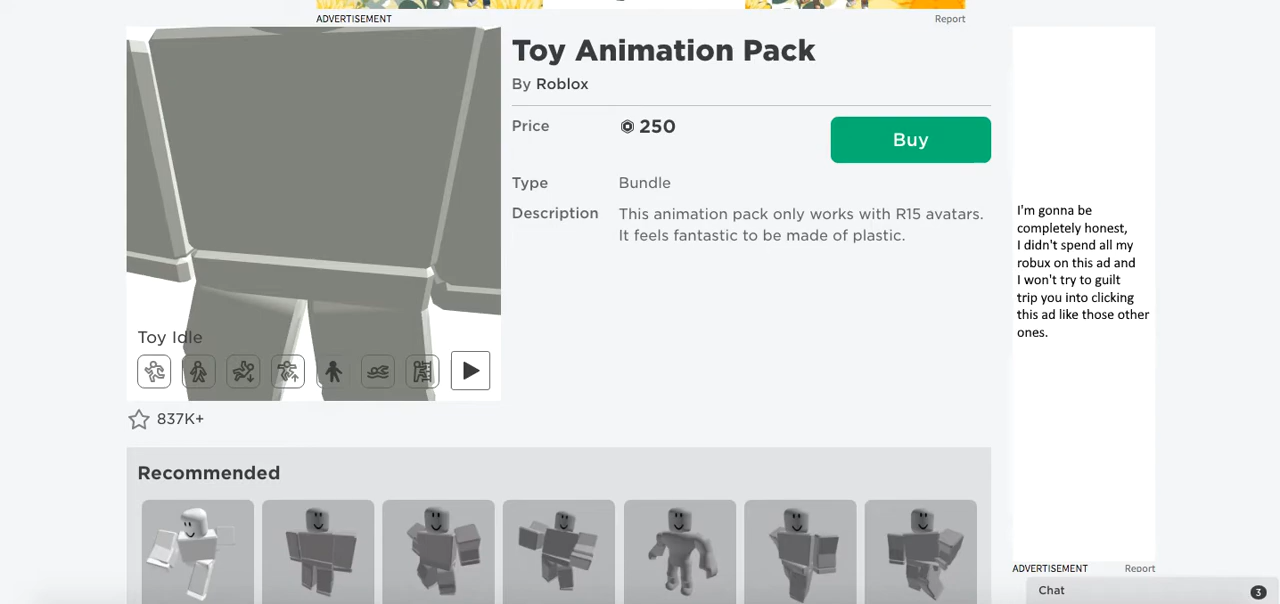 ADVERTISEMENT
Report
Toy Animation Pack
By Roblox
Price
250
Buy
Type
Bundle
Description
This animation pack only works with R15 avatars.
It feels fantastic to be made of plastic.
Toy Idle
837K+
Recommended
I'm gonna be
completely honest,
I didn't spend all my
robux on this ad and
I won't try to guilt
trip you into clicking
this ad like those other
ones.
ADVERTISEMENT
Report
Chat
3